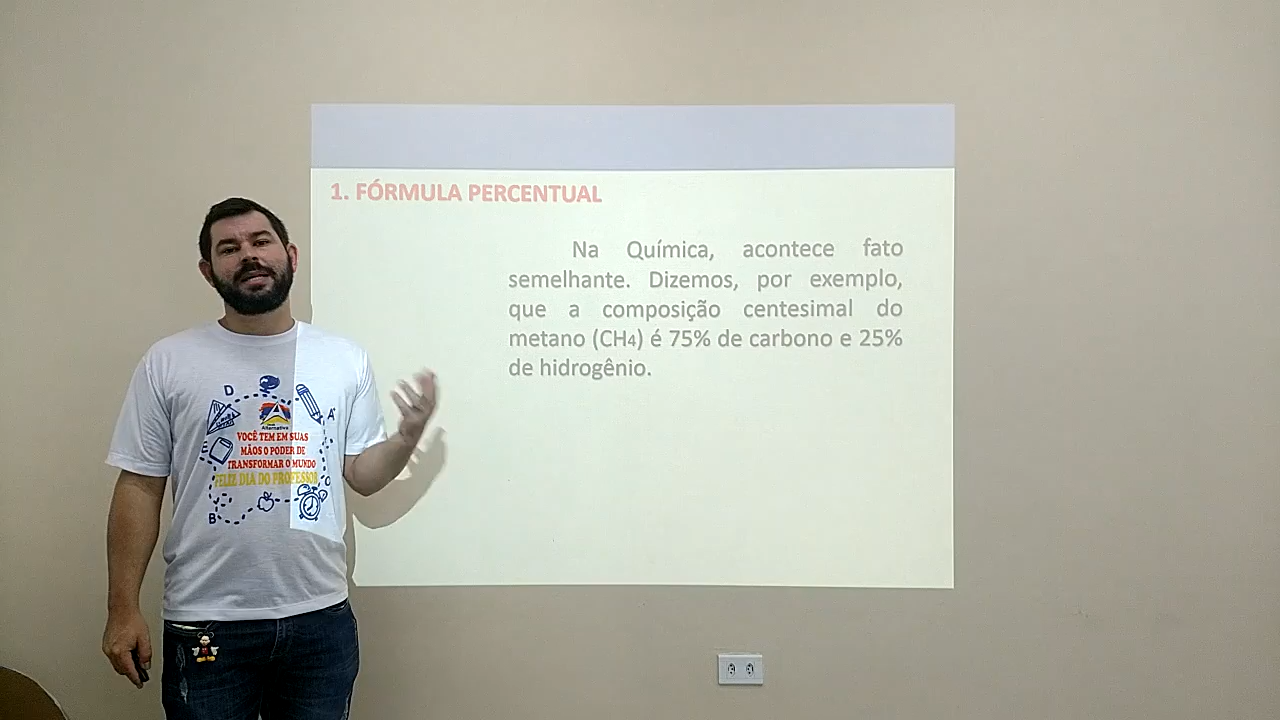 1. FÓRMULA PERCENTUAL
Na Química, acontece fato
semelhante. Dizemos, por exemplo,
que a composição centesimal do
metano (CH4) é 75% de carbono e 25%
de hidrogênio.
D
A
Alternativo
VOCÊ TEM EM SUAS
MÃOS O PODER DE
TRANSFORMAR O MUNDO
FELIZ DIA DO PROFESSOR
E
B